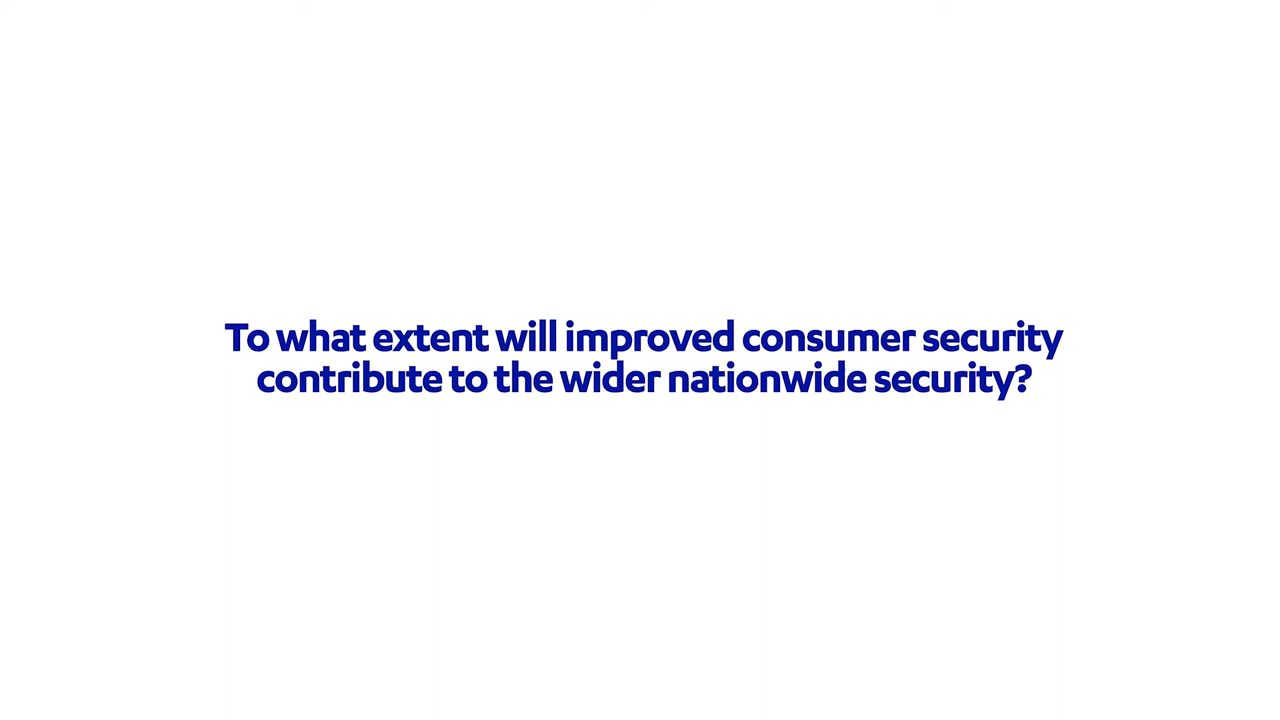 To what extent will improved consumer security
contribute to the wider nationwide security?